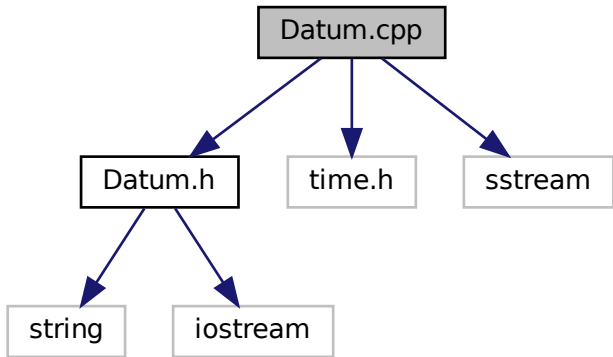 Datum.cpp
Datum.h
time.h
sstream
string
iostream